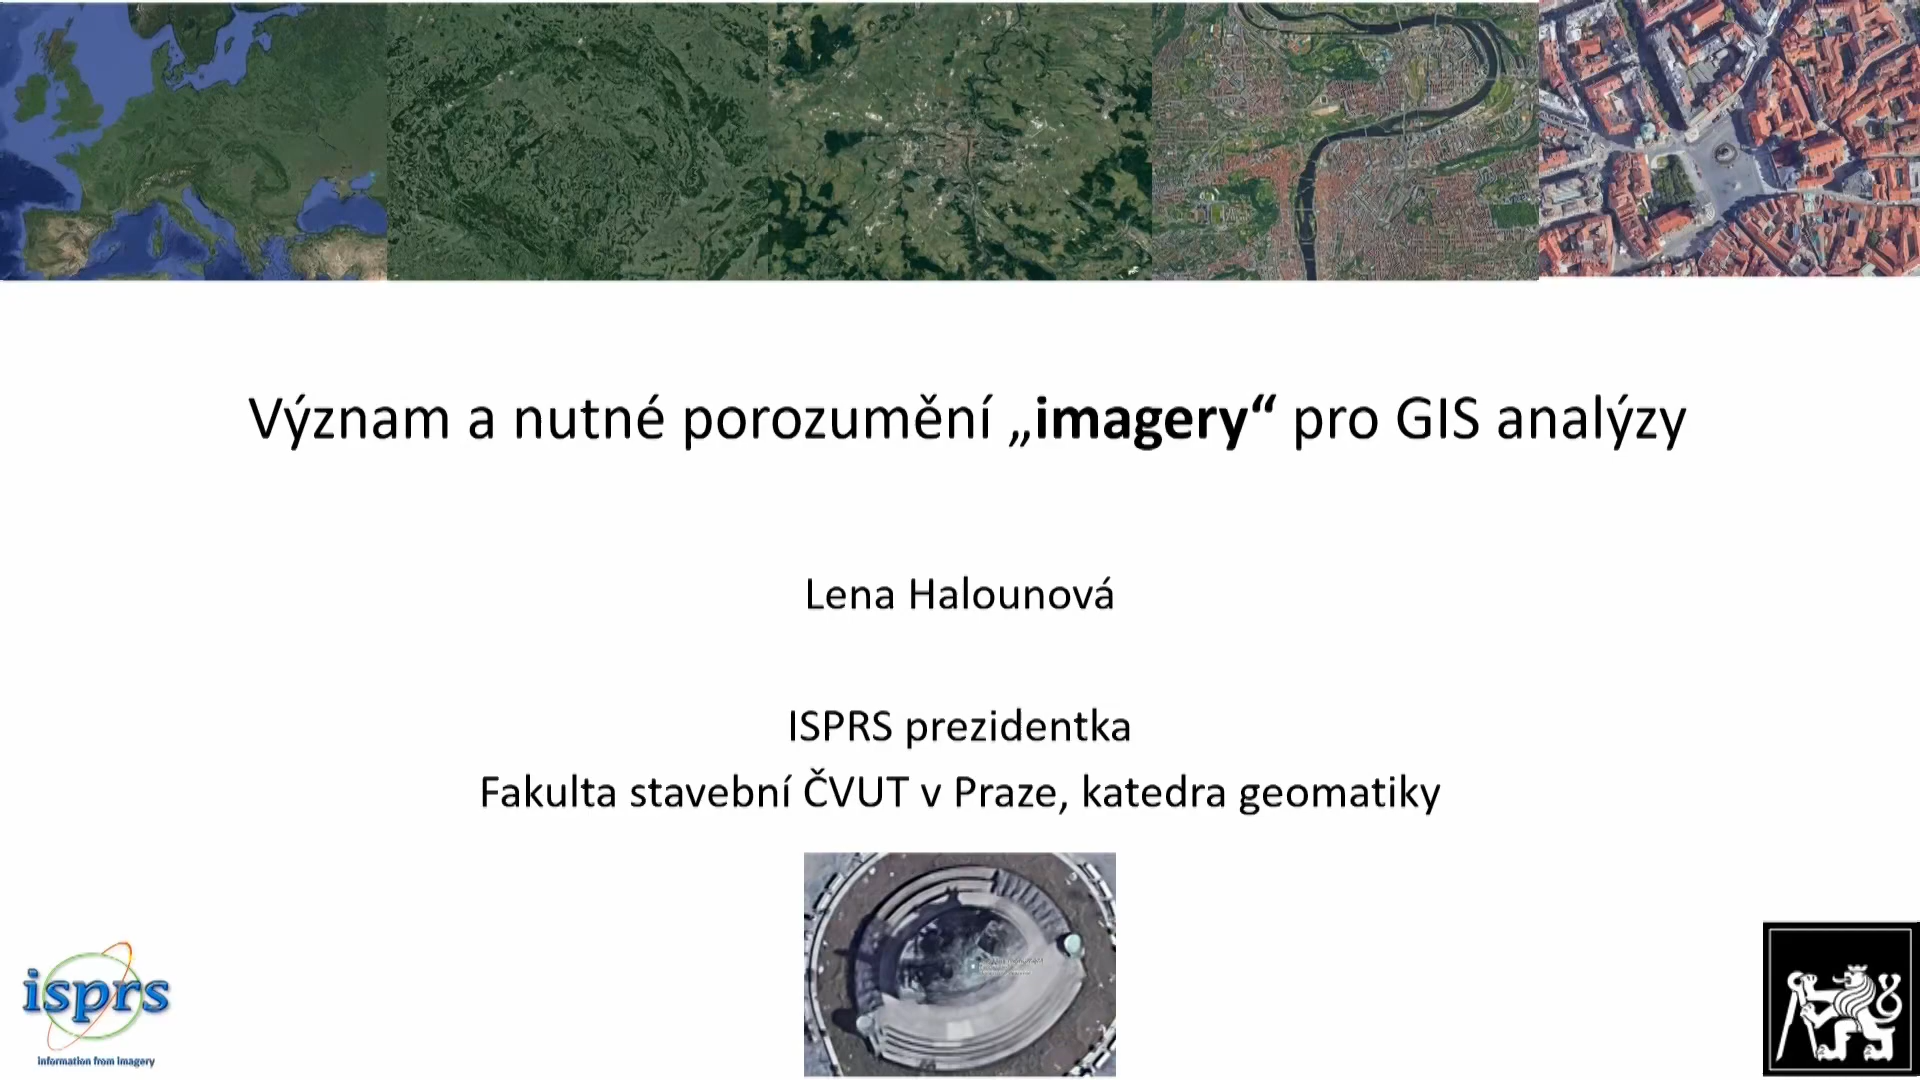 Význam a nutné porozumění „imagery“ pro GIS analýzy
Lena Halounová
ISPRS prezidentka
Fakulta stavební ČVUT v Praze, katedra geomatiky
isprs
information from imagery